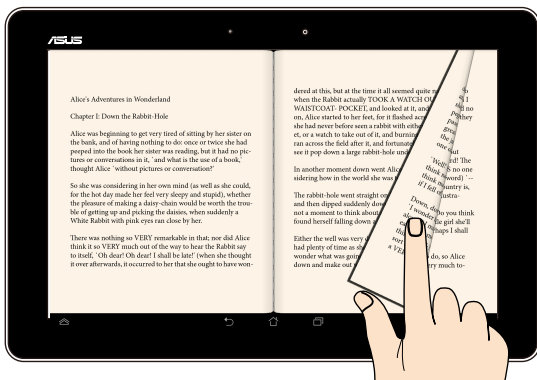 ASUS
Alice's Adventures in Wonderland
Chapter I: Down the Rabbit-Hole
Alice was beginning to get very tired of sitting by her sister on
the bank, and of having nothing to do: once or twice she had
peeped into the book her sister was reading, but it had no pic-
tures or conversations in it, `and what is the use of a book,'
thought Alice `without pictures or conversation?'
So she was considering in her own mind (as well as she could,
for the hot day made her feel very sleepy and stupid), whether
the pleasure of making a daisy-chain would be worth the trou-
ble of getting up and picking the daisies, when suddenly a
White Rabbit with pink eyes ran close by her.
There was nothing so VERY remarkable in that; nor did Alice
think it so VERY much out of the way to hear the Rabbit say
to itself, `Oh dear! Oh dear! I shall be late!' (when she thought
it over afterwards, it occurred to her that she ought to have won-
dered at this, but at the time it all seemed quite
when the Rabbit actually TOOK A WATCH
WAISTCOAT- POCKET, and looked at it, and
on, Alice started to her feet, for it flashed
she had never before seen a rabbit with
et, or a watch to take out of it, and burning
ran across the field after it, and
see it pop down a large rabbit-hole
In another moment down went Alice
sidering how in the world she was
The rabbit-hole went straight on
and then dipped suddenly
not a moment to think about
found herself falling down
Either the well was very
had plenty of time as
wonder what was do, so Alice
down and make out much to-
`Well!'
think
think
if I fell
Down,
`I wonder
a VERY